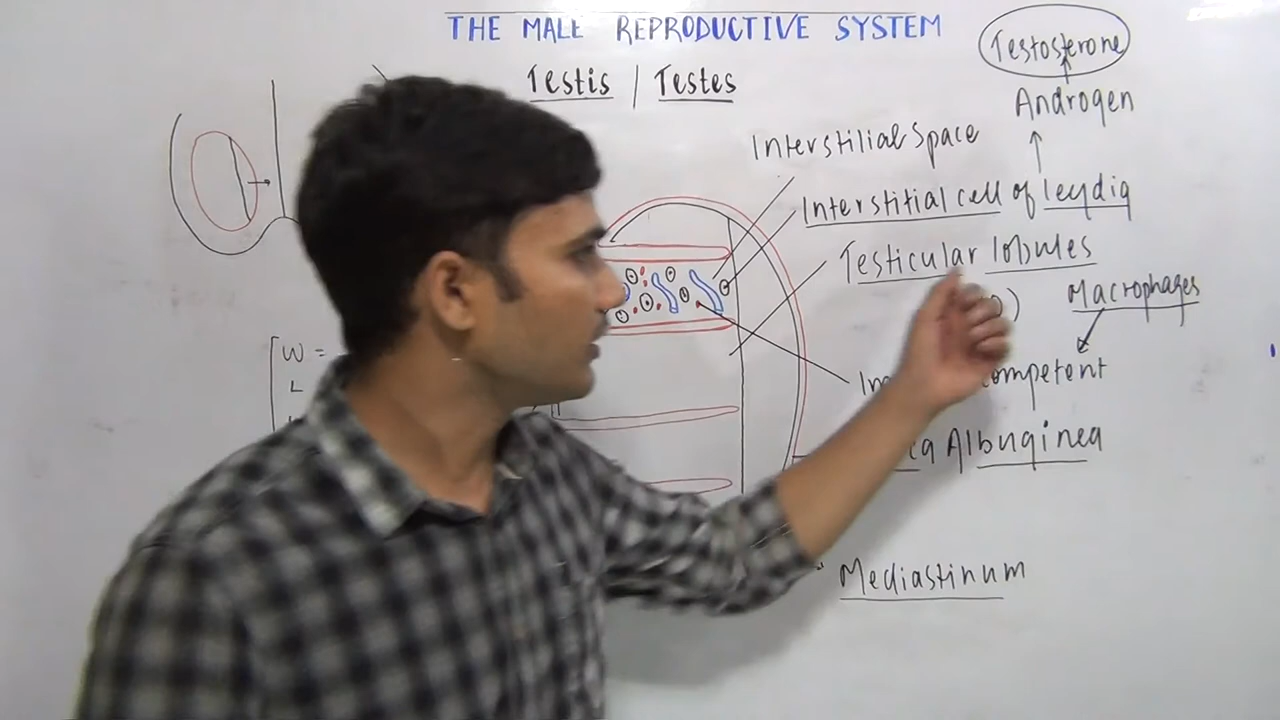 THE MALE REPRODUCTIVE SYSTEM
Testis / Testes
Testosterone
Androgen
Interstilial Space
Interstitial cell of leydig
Testicular lobules
Macrophages
W =
L
competent
Albuginea
Mediastinum